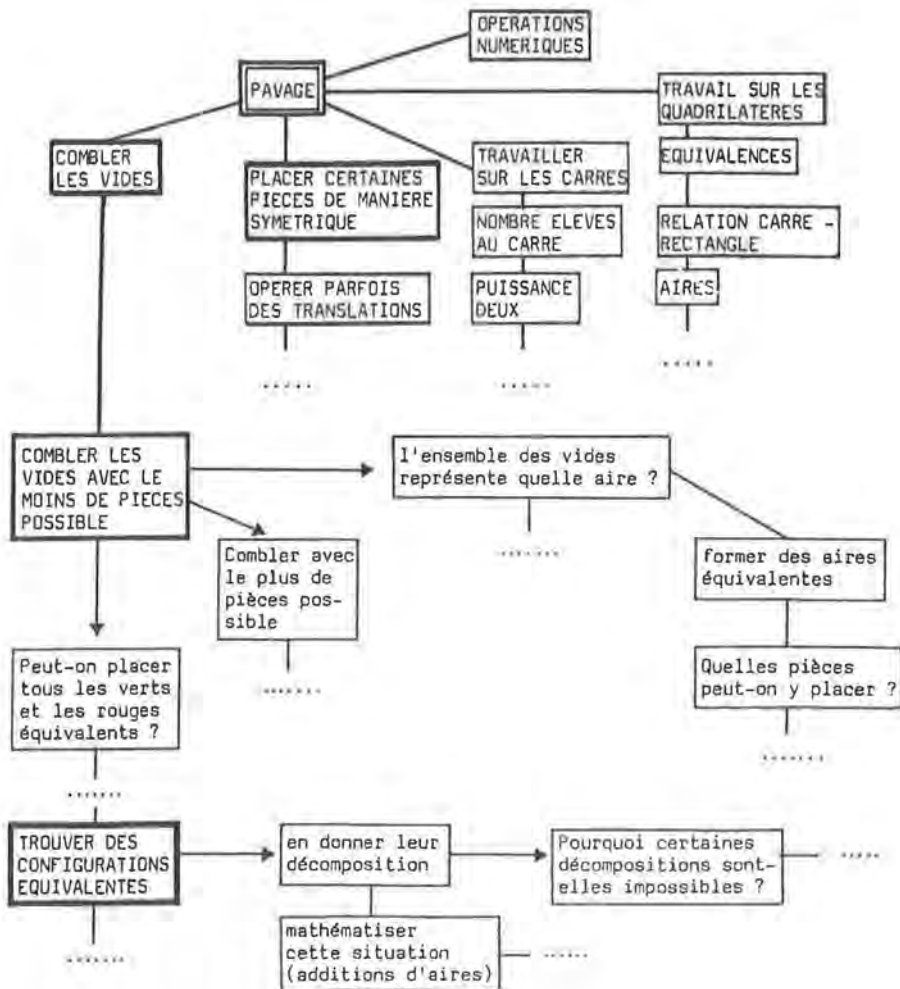 OPERATIONS
NUMERIQUES
PAVAGE
TRAVAIL SUR LES
QUADRILATERES
COMBLER
LES VIDES
PLACER CERTAINES
PIECES DE MANIERE
SYMETRIQUE
TRAVAILLER
SUR LES CARRES
EQUIVALENCES
NOMBRE ELEVES
AU CARRE
RELATION CARRE -
RECTANGLE
OPERER PARFOIS
DES TRANSLATIONS
PUISSANCE
DEUX
AIRES
.....
.....
.....
COMBLER LES
VIDES AVEC LE
MOINS DE PIECES
POSSIBLE
l'ensemble des vides
représente quelle aire ?
.......
Combler avec
le plus de
pièces pos-
sible
.......
former des aires
équivalentes
Quelles pièces
peut-on y placer ?
.......
Peut-on placer
tous les verts
et les rouges
équivalents ?
.......
TROUVER DES
CONFIGURATIONS
EQUIVALENTES
.......
en donner leur
décomposition
Pourquoi certaines
décompositions sont-
elles impossibles ?
.....
mathématiser
cette situation
(additions d'aires)
......